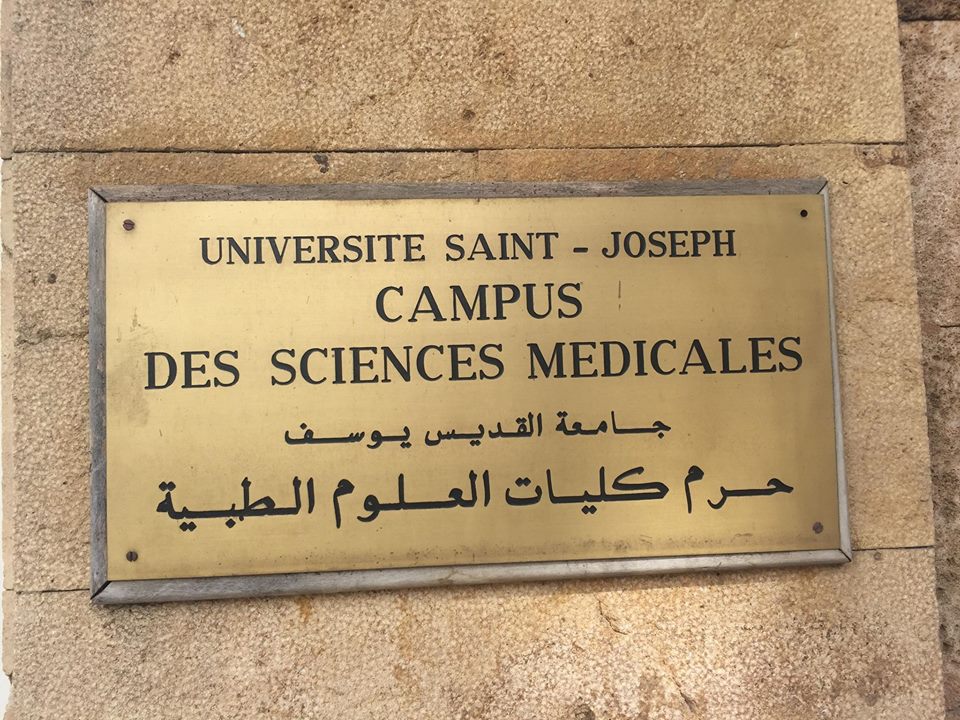 UNIVERSITE SAINT - JOSEPH
CAMPUS
DES SCIENCES MEDICALES
جامعة القديس يوسف
حرم كليات العلوم الطبية